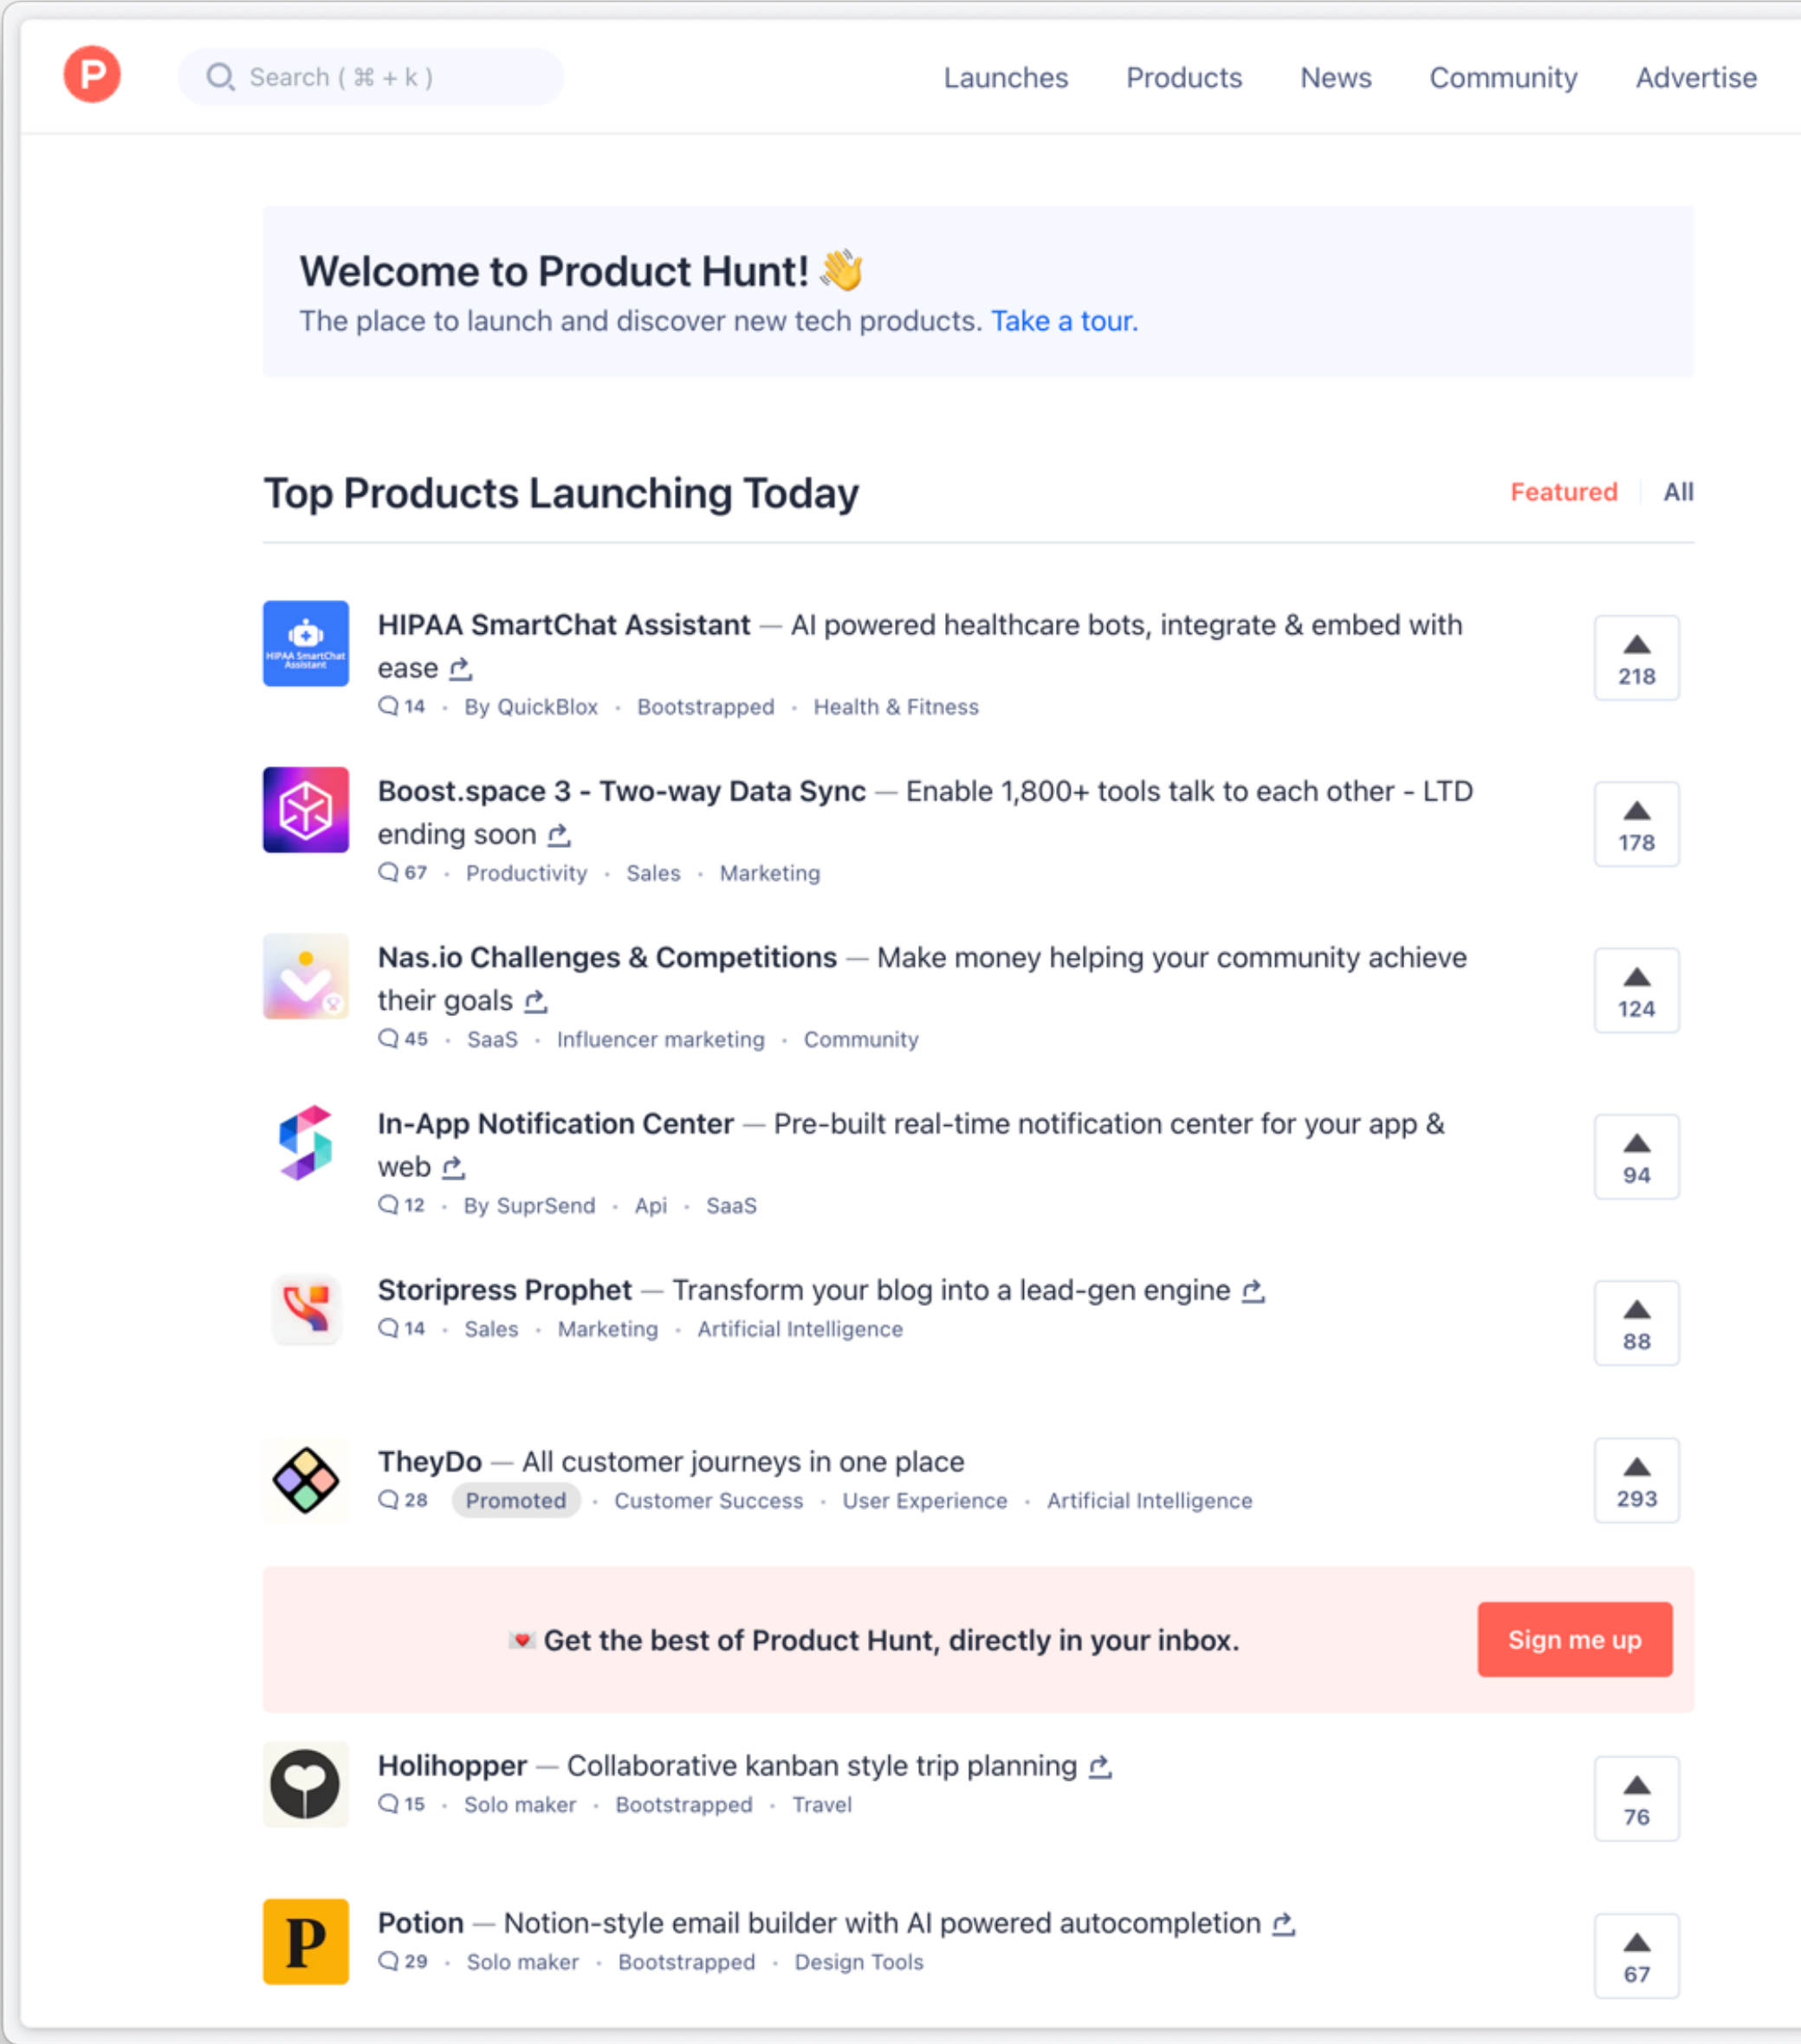 P
Search ( ⌘ + k )
Launches Products News Community Advertise
Welcome to Product Hunt! 👋
The place to launch and discover new tech products. Take a tour.
Top Products Launching Today
Featured All
HIPAA SmartChat
Assistant
HIPAA SmartChat Assistant — AI powered healthcare bots, integrate & embed with
ease
14 • By QuickBlox • Bootstrapped • Health & Fitness
218
Boost.space 3 - Two-way Data Sync — Enable 1,800+ tools talk to each other - LTD
ending soon
67 • Productivity • Sales • Marketing
178
Nas.io Challenges & Competitions — Make money helping your community achieve
their goals
45 • SaaS • Influencer marketing • Community
124
In-App Notification Center — Pre-built real-time notification center for your app &
web
12 • By SuprSend • Api • SaaS
94
Storipress Prophet — Transform your blog into a lead-gen engine
14 • Sales • Marketing • Artificial Intelligence
88
TheyDo — All customer journeys in one place
28 Promoted • Customer Success • User Experience • Artificial Intelligence
293
💌 Get the best of Product Hunt, directly in your inbox.
Sign me up
Holihopper — Collaborative kanban style trip planning
15 • Solo maker • Bootstrapped • Travel
76
P
Potion — Notion-style email builder with AI powered autocompletion
29 • Solo maker • Bootstrapped • Design Tools
67